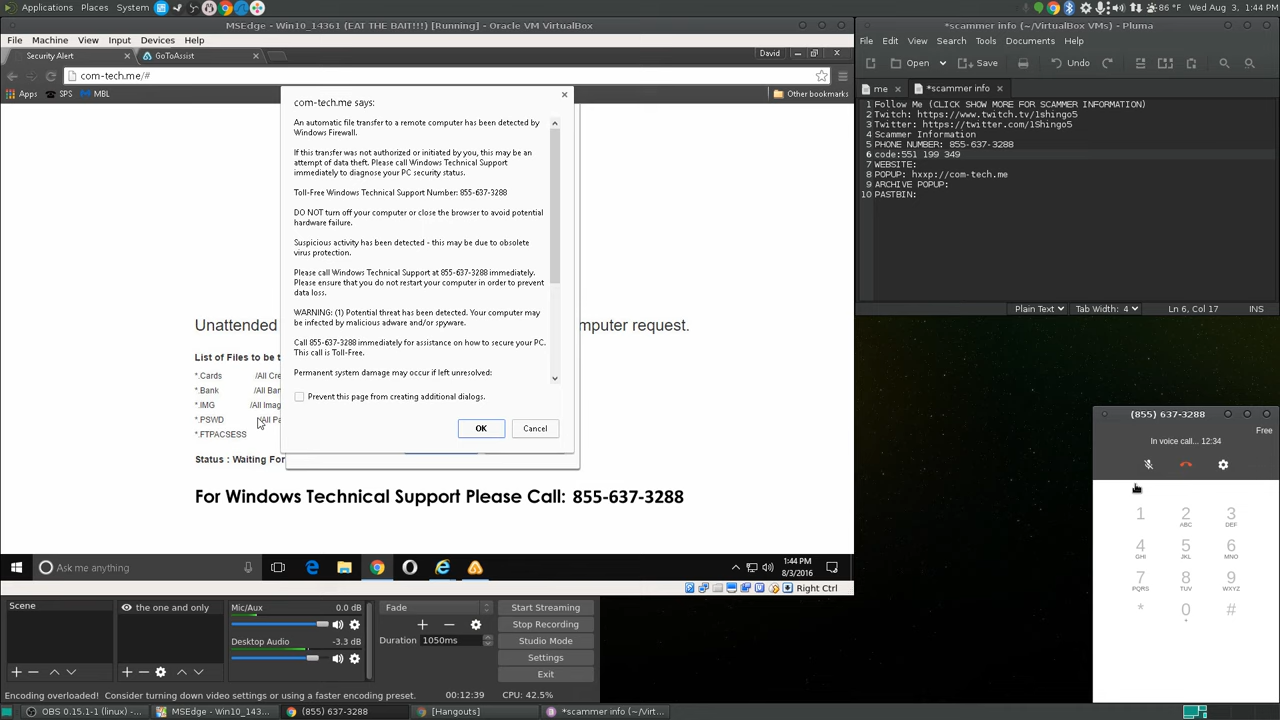 Applications Places System 86 °F Wed Aug 3, 1:44 PM
MSEdge - Win10_14361 (EAT THE BAIT!!!) [Running] - Oracle VM VirtualBox
File Machine View Input Devices Help
Security Alert × GoToAssist × David
com-tech.me/#
Apps SPS MBL Other bookmarks
com-tech.me says:
An automatic file transfer to a remote computer has been detected by
Windows Firewall.
If this transfer was not authorized or initiated by you, this may be an
attempt of data theft. Please call Windows Technical Support
immediately to diagnose your PC security status.
Toll-Free Windows Technical Support Number: 855-637-3288
DO NOT turn off your computer or close the browser to avoid potential
hardware failure.
Suspicious activity has been detected - this may be due to obsolete
virus protection.
Please call Windows Technical Support at 855-637-3288 immediately.
Please ensure that you do not restart your computer in order to prevent
data loss.
WARNING: (1) Potential threat has been detected. Your computer may
be infected by malicious adware and/or spyware.
Call 855-637-3288 immediately for assistance on how to secure your PC.
This call is Toll-Free.
Permanent system damage may occur if left unresolved:
Prevent this page from creating additional dialogs.
OK Cancel
Unattended mputer request.
List of Files to be t
*.Cards /All Cre
*.Bank /All Ban
*.IMG /All Imag
*.PSWD /All Pa
*.FTPACSESS
Status : Waiting For
For Windows Technical Support Please Call: 855-637-3288
Ask me anything
1:44 PM
8/3/2016
Right Ctrl
*scammer info (~/VirtualBox VMs) - Pluma
File Edit View Search Tools Documents Help
Open Save Undo
me × *scammer info ×
1 Follow Me (CLICK SHOW MORE FOR SCAMMER INFORMATION)
2 Twitch: https://www.twitch.tv/1shingo5
3 Twitter: https://twitter.com/1Shingo5
4 Scammer Information
5 PHONE NUMBER: 855-637-3288
6 code:551 199 349
7 WEBSITE:
8 POPUP: hxxp://com-tech.me
9 ARCHIVE POPUP:
10 PASTBIN:
Plain Text Tab Width: 4 Ln 6, Col 17 INS
(855) 637-3288
Free
In voice call... 12:34
1 2 3
ABC DEF
4 5 6
GHI JKL MNO
7 8 9
PQRS TUV WXYZ
* 0 #
Scene
the one and only
Mic/Aux 0.0 dB
Desktop Audio -3.3 dB
Fade
Duration 1050ms
Start Streaming
Stop Recording
Studio Mode
Settings
Exit
Encoding overloaded! Consider turning down video settings or using a faster encoding preset. 00:12:39 CPU: 42.5%
OBS 0.15.1-1 (linux) -... MSEdge - Win10_143... (855) 637-3288 [Hangouts] *scammer info (~/Virt...